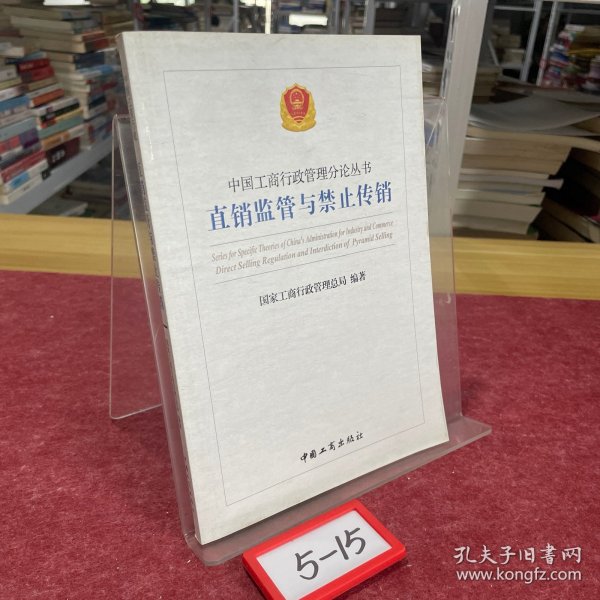 中国工商行政管理分论丛书
直销监管与禁止传销
Series for Specific Theories of China's Administration for Industry and Commerce
Direct Selling Regulation and Interdiction of Pyramid Selling
国家工商行政管理总局 编著
中国工商出版社
5-15
孔夫子旧书网
www.kongfz.com